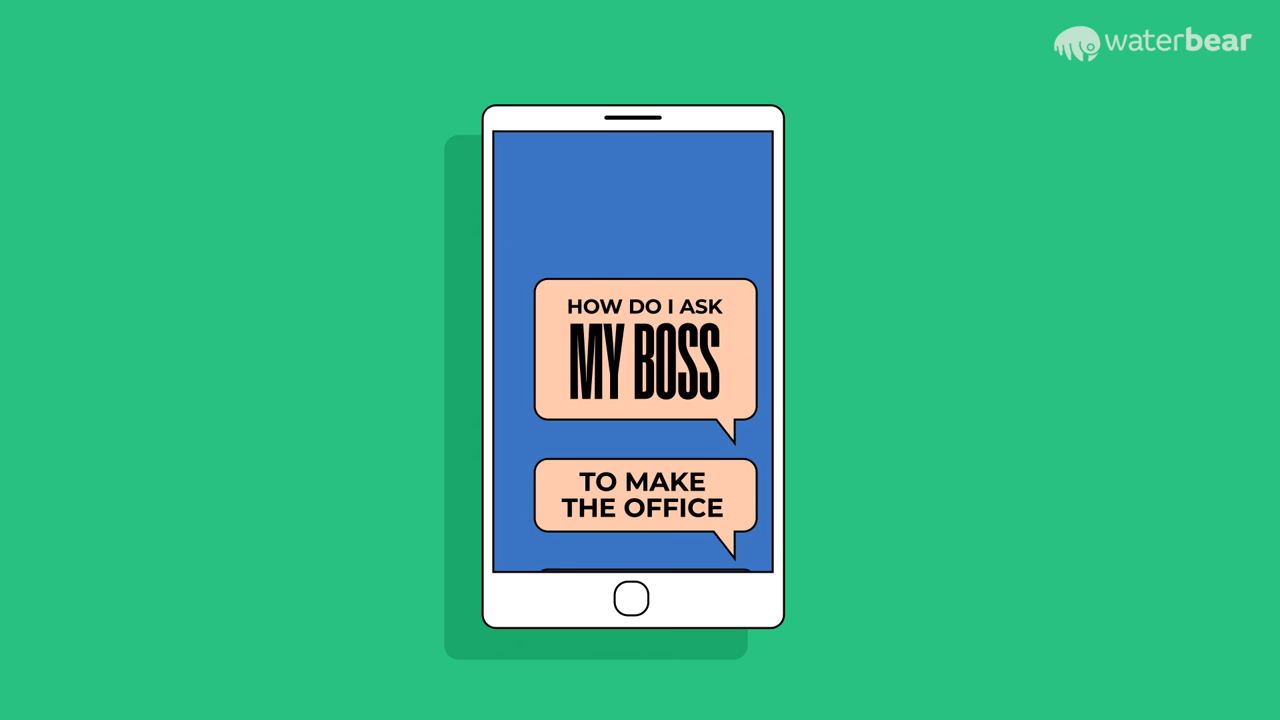 waterbear
HOW DO I ASK
MY BOSS
TO MAKE
THE OFFICE